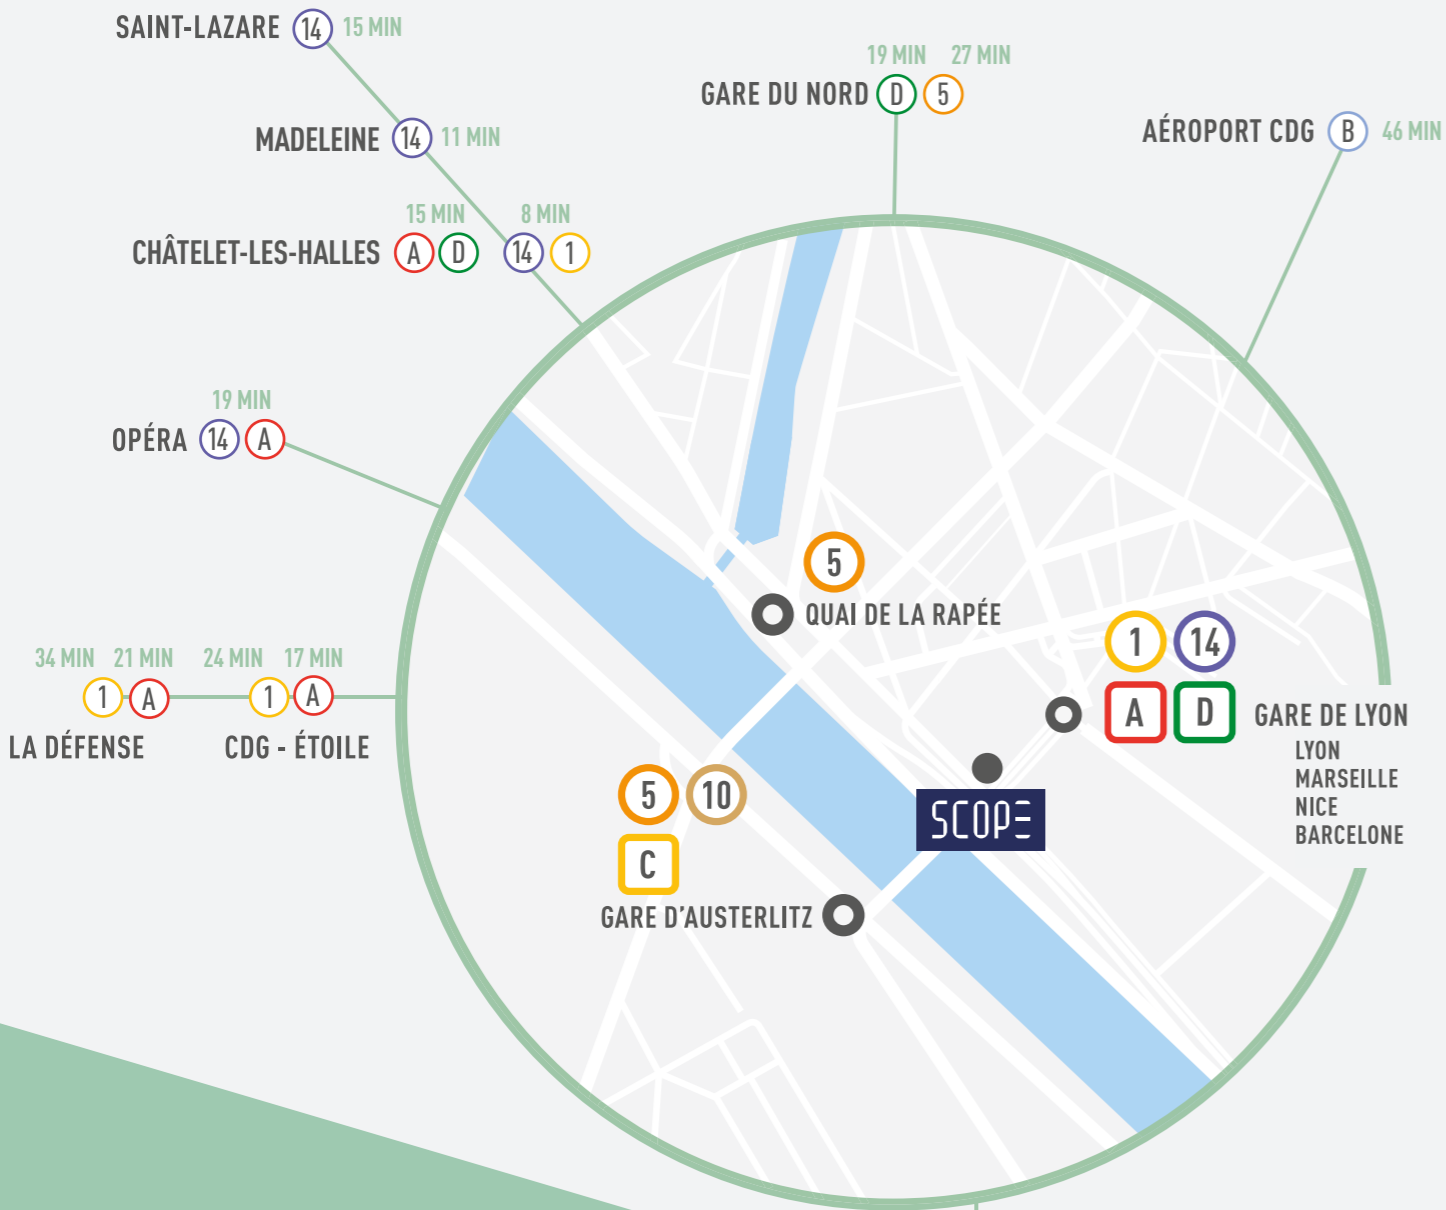 SAINT-LAZARE 14 15 MIN
MADELEINE 14 11 MIN
15 MIN 8 MIN
CHÂTELET-LES-HALLES A D 14 1
19 MIN 27 MIN
GARE DU NORD D 5
AÉROPORT CDG B 46 MIN
19 MIN
OPÉRA 14 A
34 MIN 21 MIN 24 MIN 17 MIN
1 A 1 A
LA DÉFENSE CDG - ÉTOILE
5
QUAI DE LA RAPÉE
1 14
A D
GARE DE LYON
LYON
MARSEILLE
NICE
BARCELONE
SCOPE
5 10
C
GARE D'AUSTERLITZ